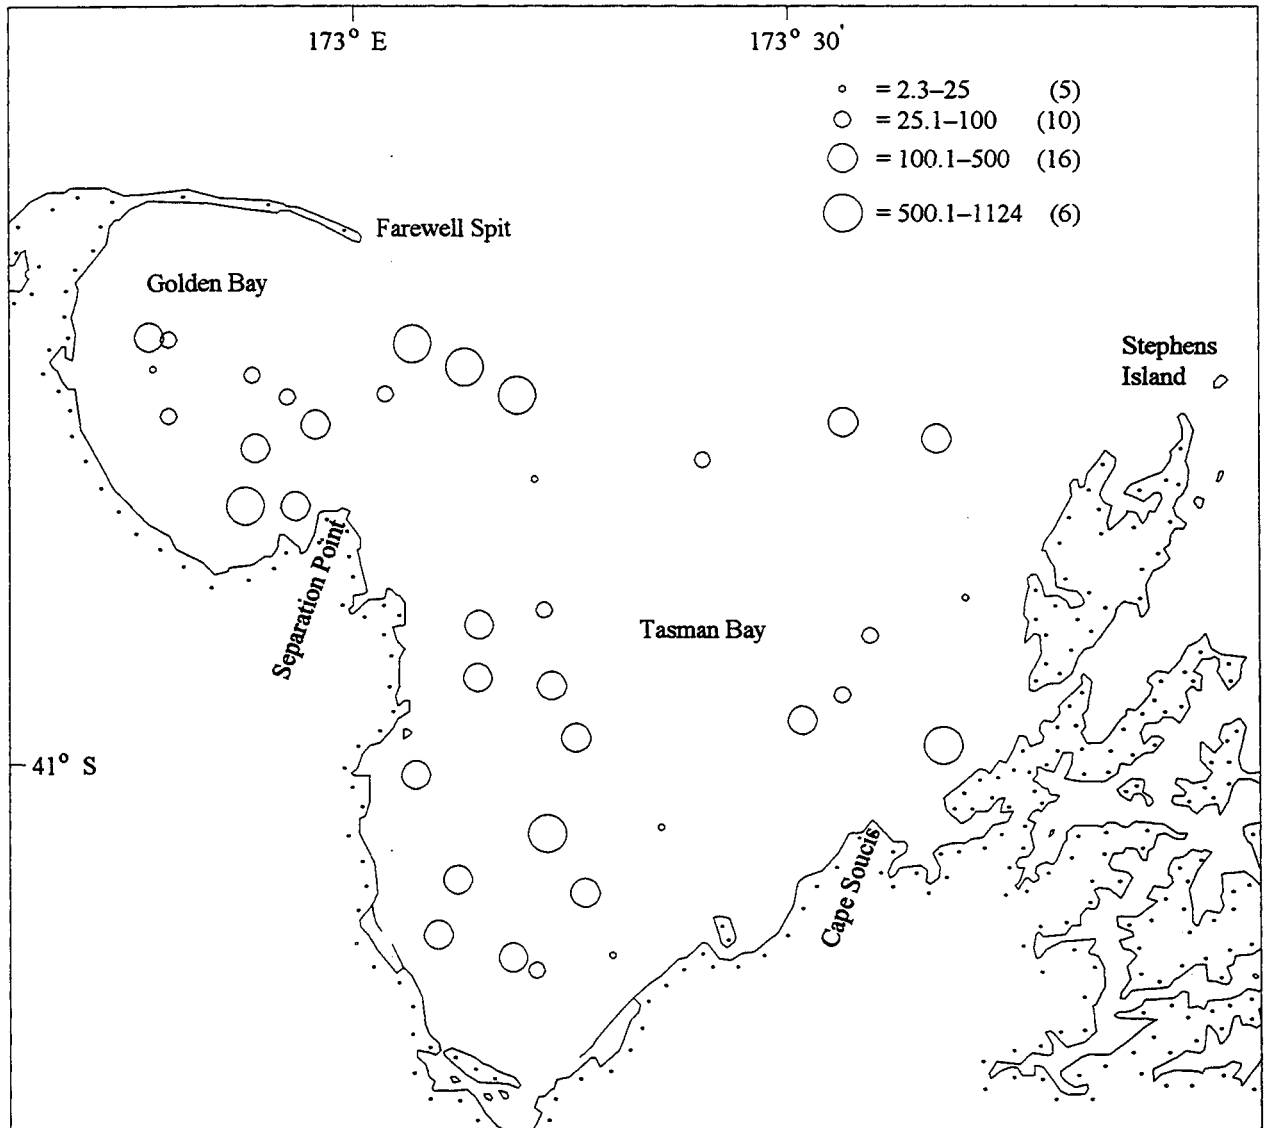 173° E
173° 30'
= 2.3–25 (5)
= 25.1–100 (10)
= 100.1–500 (16)
= 500.1–1124 (6)
Farewell Spit
Golden Bay
Stephens
Island
Separation Point
Tasman Bay
41° S
Cape Soucis